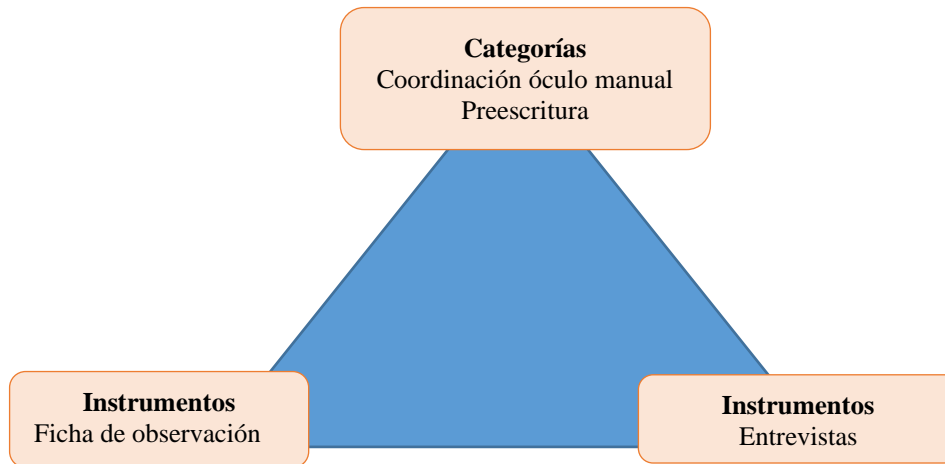 Categorías
Coordinación óculo manual
Preescritura
Instrumentos
Ficha de observación
Instrumentos
Entrevistas